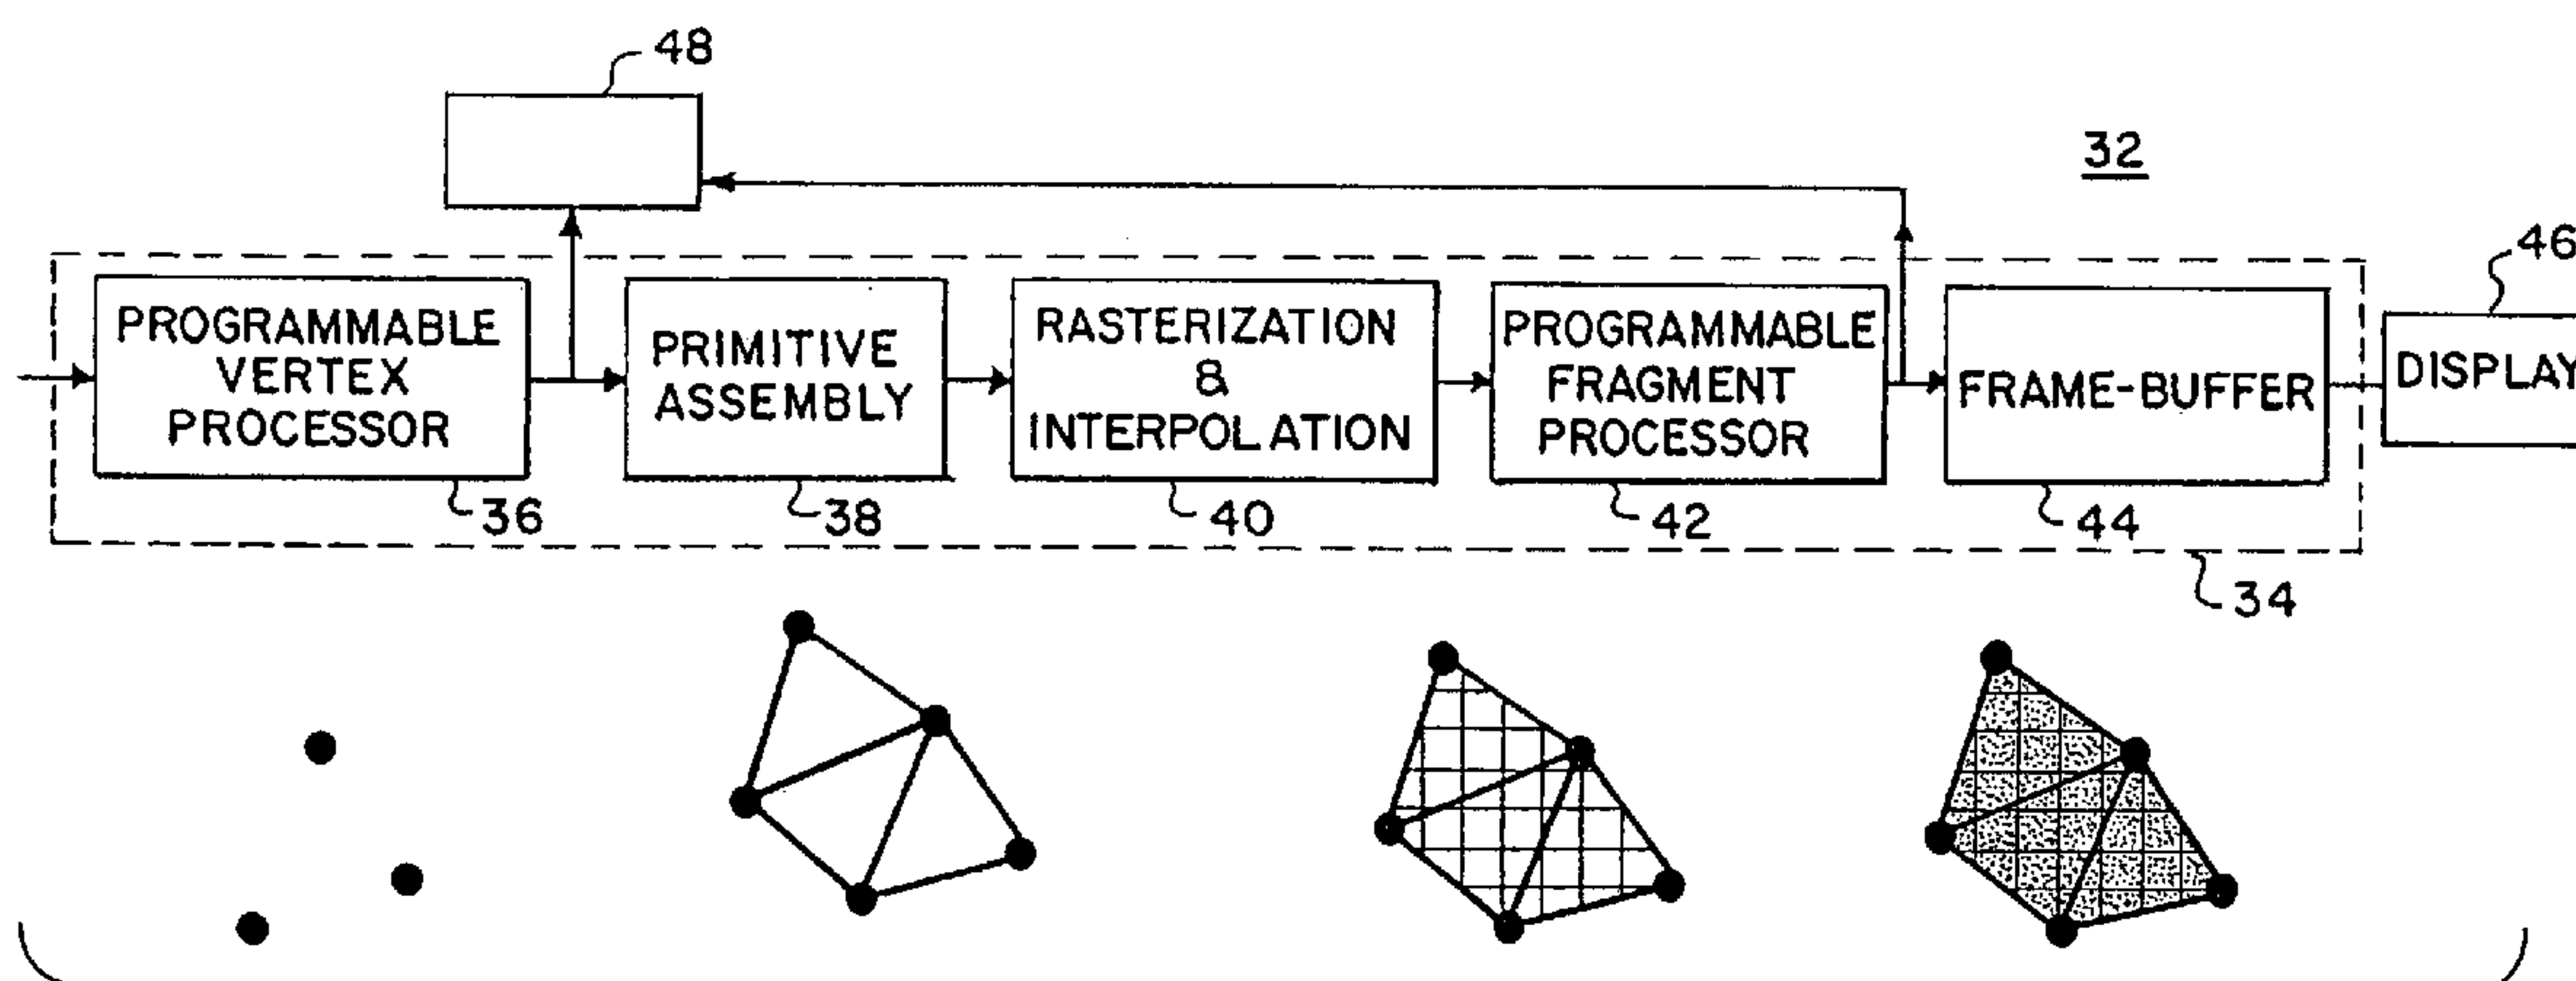 48
32
46
PROGRAMMABLE
VERTEX
PROCESSOR
PRIMITIVE
ASSEMBLY
RASTERIZATION
&
INTERPOLATION
PROGRAMMABLE
FRAGMENT
PROCESSOR
FRAME-BUFFER
DISPLAY
36
38
40
42
44
34